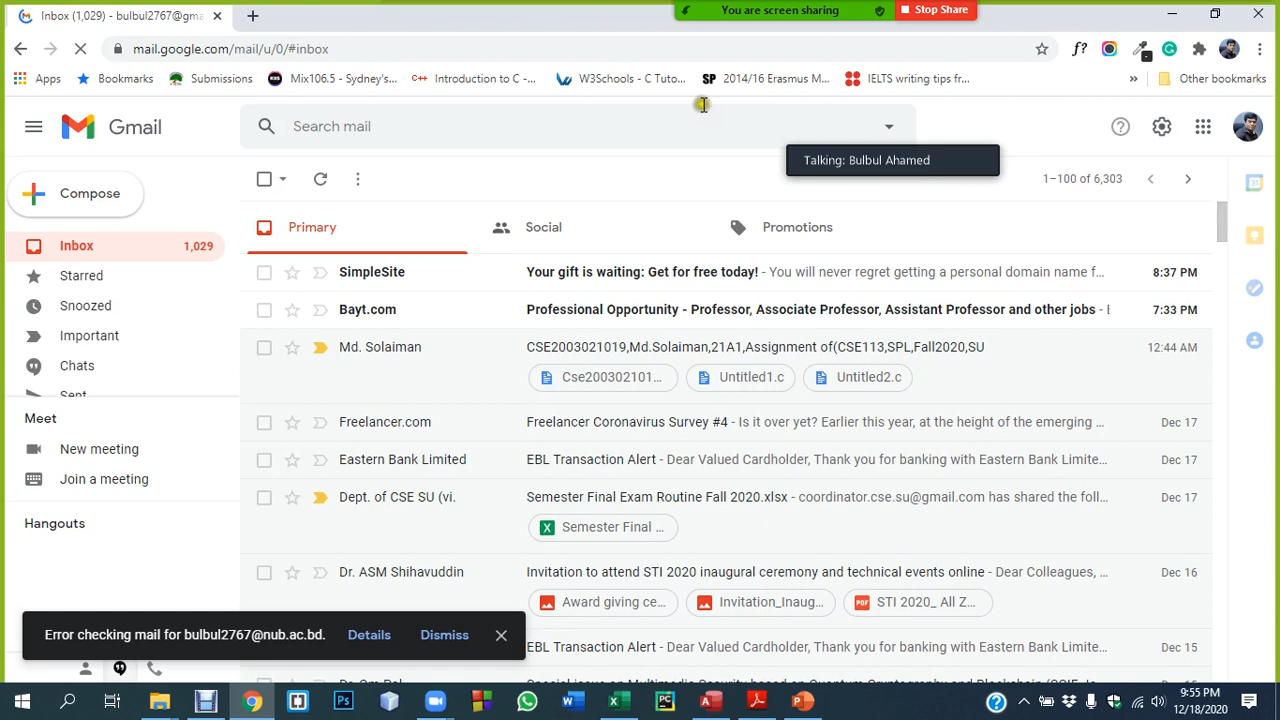 You are screen sharing
Stop Share
Inbox (1,029) - bulbul2767@gma
mail.google.com/mail/u/0/#inbox
Apps
Bookmarks
Submissions
Mix106.5 - Sydney's...
Introduction to C -...
W3Schools - C Tuto...
SP 2014/16 Erasmus M...
IELTS writing tips fr...
Other bookmarks
Gmail
Search mail
Talking: Bulbul Ahamed
Compose
1–100 of 6,303
Primary
Social
Promotions
Inbox 1,029
Starred
Snoozed
Important
Chats
Sent
Meet
New meeting
Join a meeting
Hangouts
SimpleSite Your gift is waiting: Get for free today! - You will never regret getting a personal domain name f... 8:37 PM
Bayt.com Professional Opportunity - Professor, Associate Professor, Assistant Professor and other jobs - 7:33 PM
Md. Solaiman CSE2003021019,Md.Solaiman,21A1,Assignment of(CSE113,SPL,Fall2020,SU 12:44 AM
Cse200302101... Untitled1.c Untitled2.c
Freelancer.com Freelancer Coronavirus Survey #4 - Is it over yet? Earlier this year, at the height of the emerging ... Dec 17
Eastern Bank Limited EBL Transaction Alert - Dear Valued Cardholder, Thank you for banking with Eastern Bank Limite... Dec 17
Dept. of CSE SU (vi. Semester Final Exam Routine Fall 2020.xlsx - coordinator.cse.su@gmail.com has shared the foll... Dec 17
Semester Final ...
Dr. ASM Shihavuddin Invitation to attend STI 2020 inaugural ceremony and technical events online - Dear Colleagues, ... Dec 16
Award giving ce... Invitation_Inaug... PDF STI 2020_ All Z...
EBL Transaction Alert - Dear Valued Cardholder, Thank you for banking with Eastern Bank Limite... Dec 15
Error checking mail for bulbul2767@nub.ac.bd. Details Dismiss
9:55 PM
12/18/2020